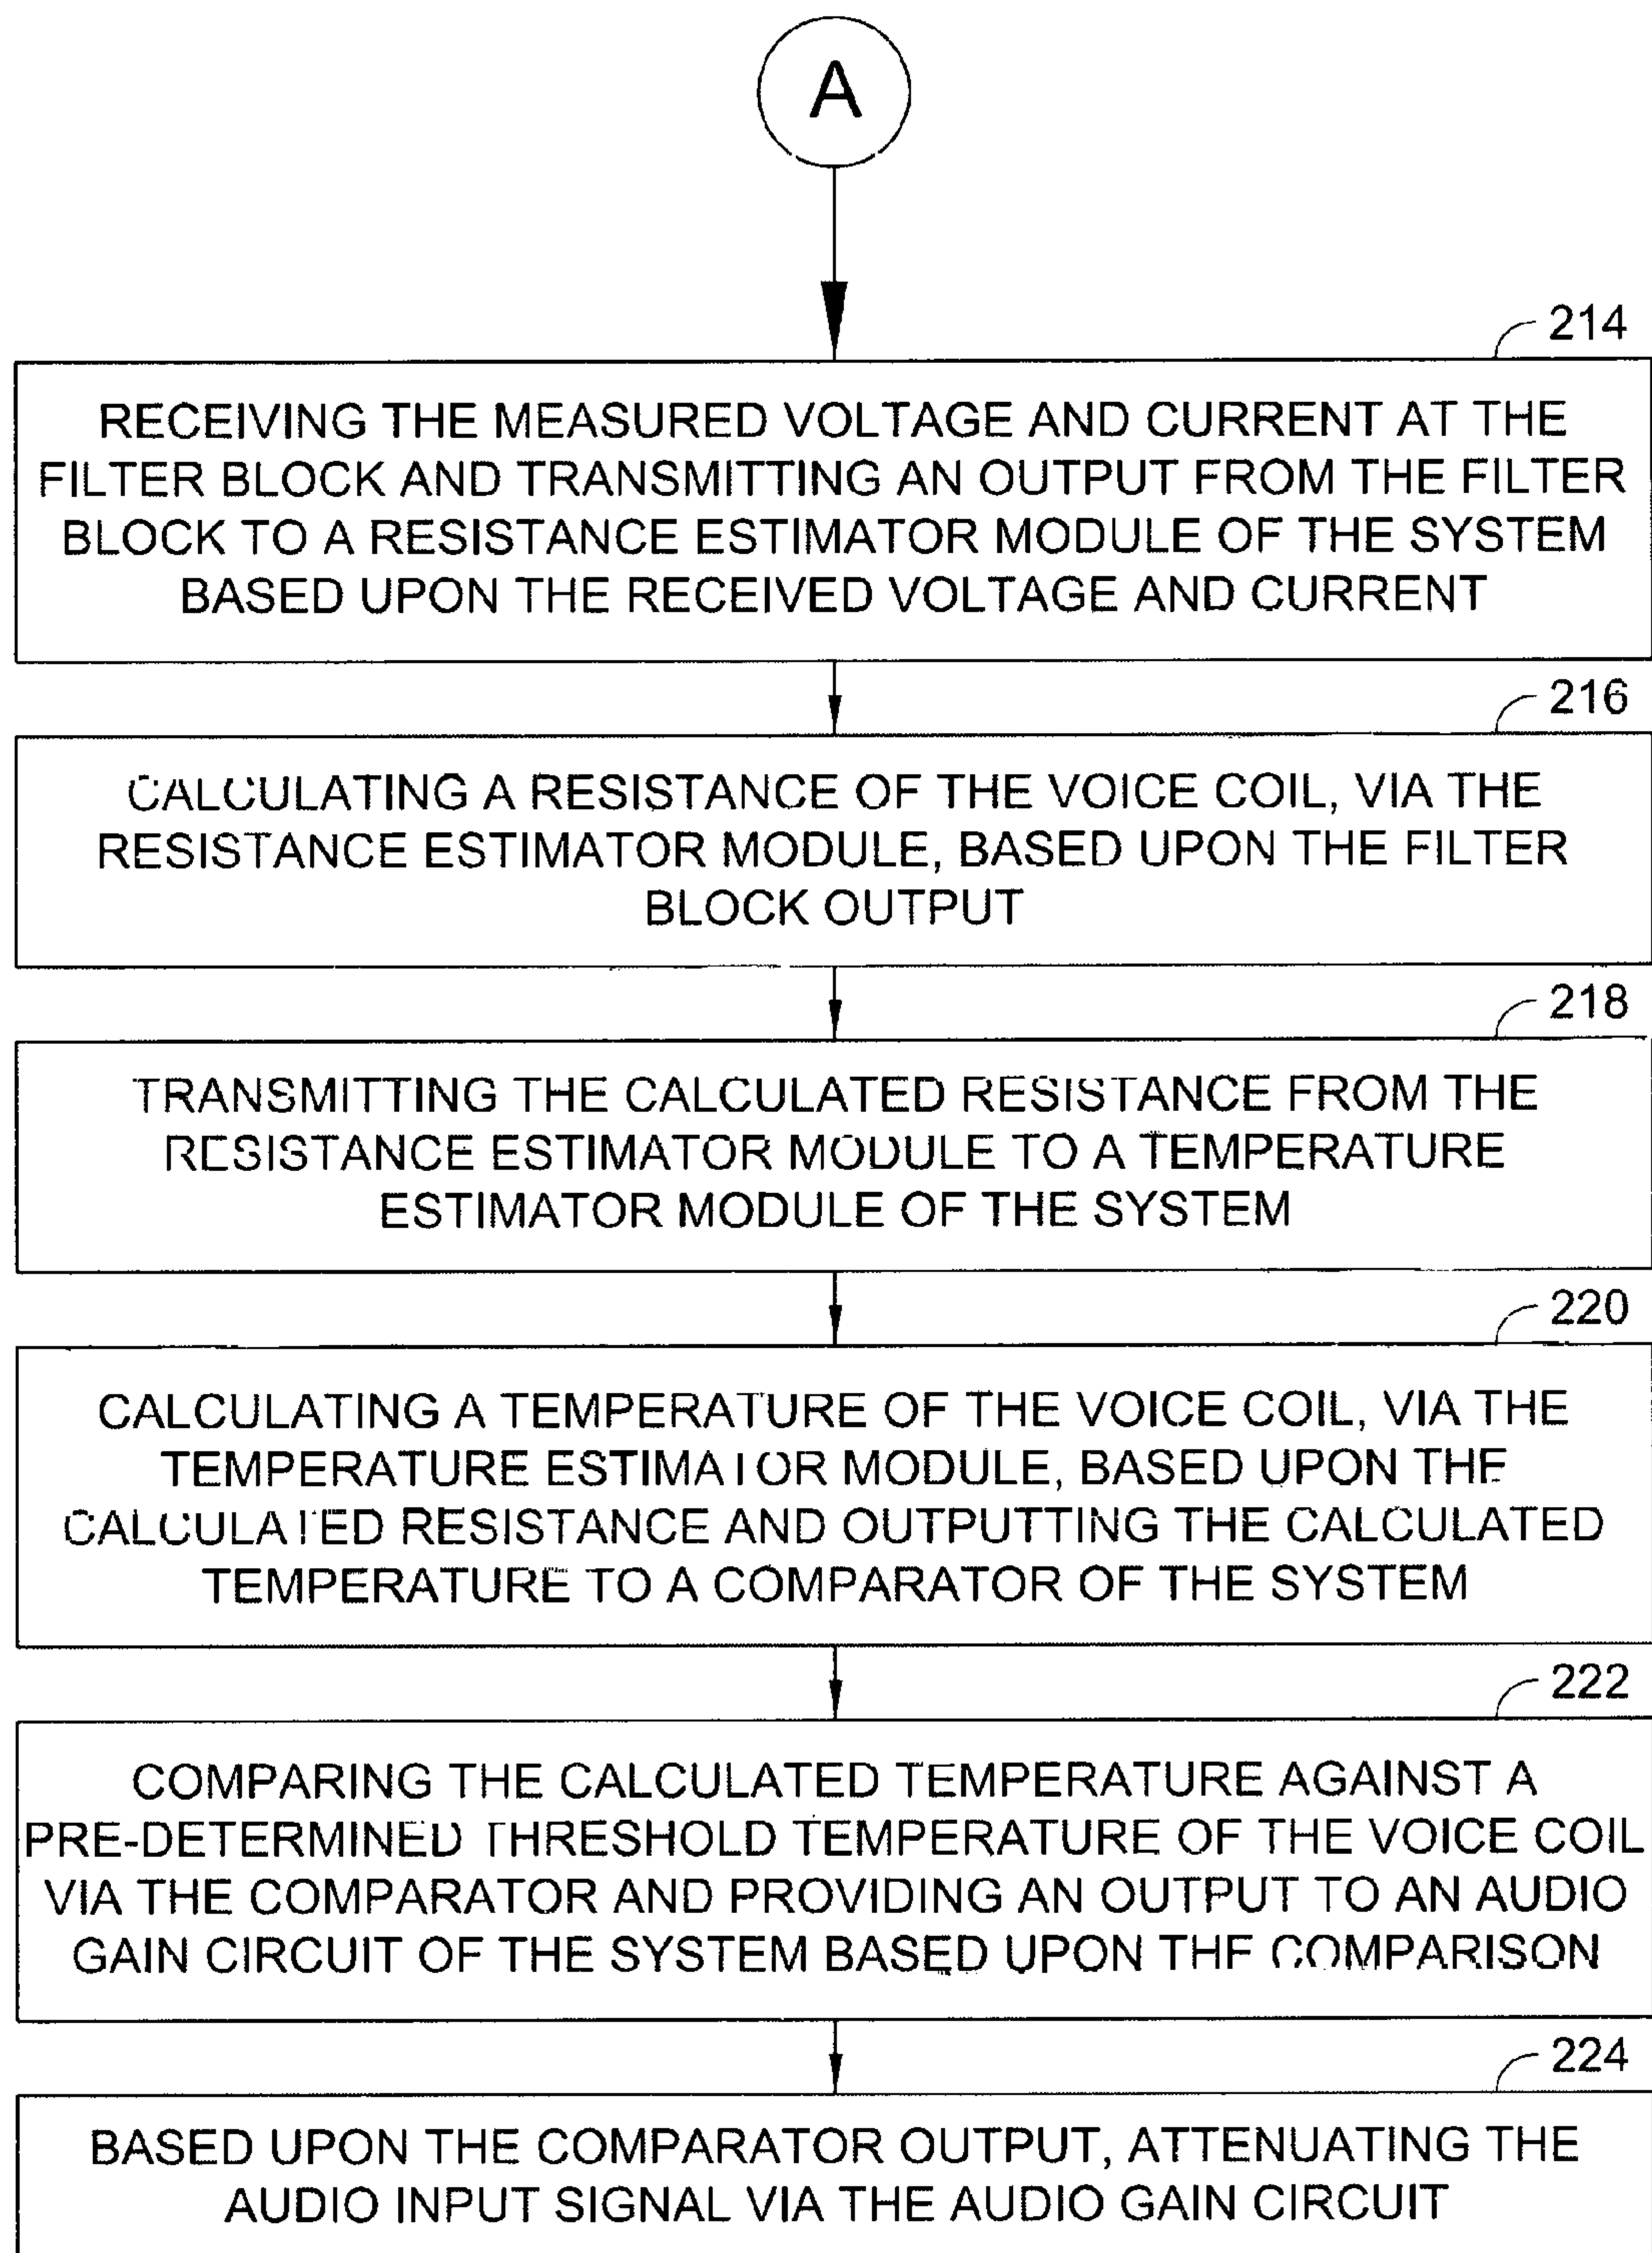 A
214
RECEIVING THE MEASURED VOLTAGE AND CURRENT AT THE
FILTER BLOCK AND TRANSMITTING AN OUTPUT FROM THE FILTER
BLOCK TO A RESISTANCE ESTIMATOR MODULE OF THE SYSTEM
BASED UPON THE RECEIVED VOLTAGE AND CURRENT
216
CALCULATING A RESISTANCE OF THE VOICE COIL, VIA THE
RESISTANCE ESTIMATOR MODULE, BASED UPON THE FILTER
BLOCK OUTPUT
218
TRANSMITTING THE CALCULATED RESISTANCE FROM THE
RESISTANCE ESTIMATOR MODULE TO A TEMPERATURE
ESTIMATOR MODULE OF THE SYSTEM
220
CALCULATING A TEMPERATURE OF THE VOICE COIL, VIA THE
TEMPERATURE ESTIMATOR MODULE, BASED UPON THE
CALCULATED RESISTANCE AND OUTPUTTING THE CALCULATED
TEMPERATURE TO A COMPARATOR OF THE SYSTEM
222
COMPARING THE CALCULATED TEMPERATURE AGAINST A
PRE-DETERMINED THRESHOLD TEMPERATURE OF THE VOICE COIL
VIA THE COMPARATOR AND PROVIDING AN OUTPUT TO AN AUDIO
GAIN CIRCUIT OF THE SYSTEM BASED UPON THE COMPARISON
224
BASED UPON THE COMPARATOR OUTPUT, ATTENUATING THE
AUDIO INPUT SIGNAL VIA THE AUDIO GAIN CIRCUIT